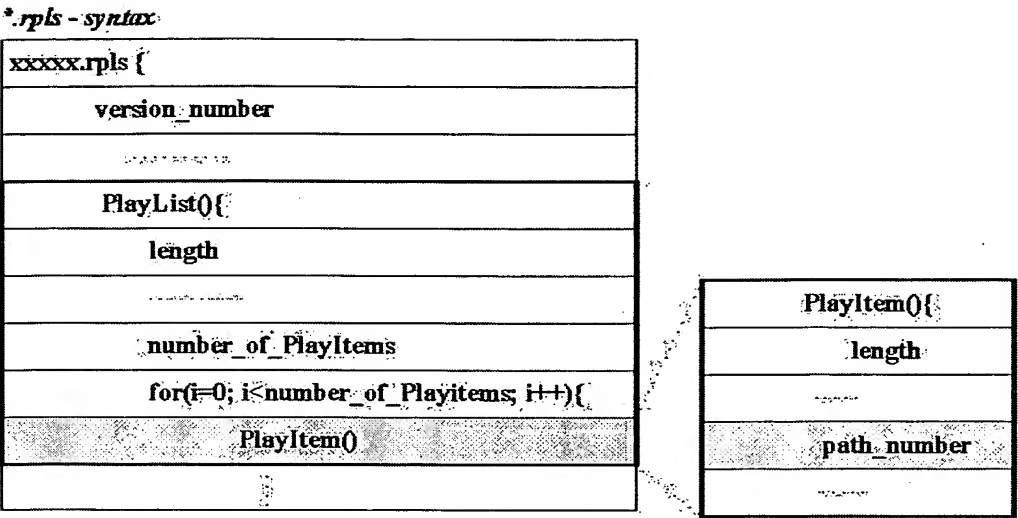 *.rpls - syntax
xxxxx.rpls {
version_number
PlayList(){
length
number_of_PlayItems
for(i=0; i<number_of_Playitems; i++){
PlayItem()
}
PlayItem(){
length
path_number